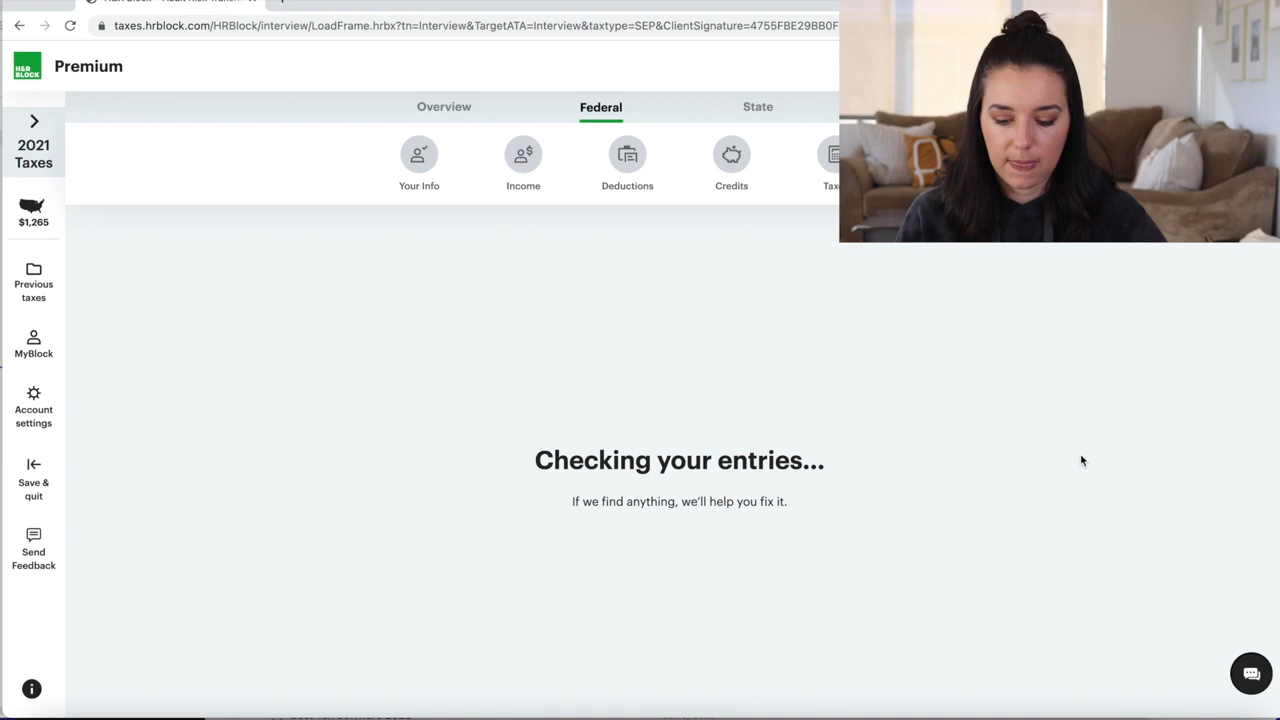 taxes.hrblock.com/HRBlock/interview/LoadFrame.hrbx?tn=Interview&TargetATA=Interview&taxtype=SEP&ClientSignature=4755FBE29BB0F
H&R
BLOCK
Premium
Overview
Federal
State
2021
Taxes
Your Info
Income
Deductions
Credits
$1,265
Previous
taxes
MyBlock
Account
settings
Checking your entries...
Save &
quit
If we find anything, we'll help you fix it.
Send
Feedback